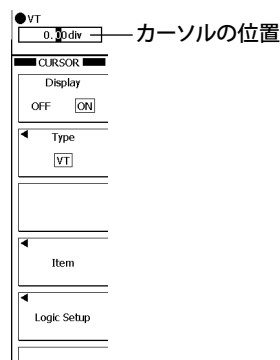 VT
0.00div カーソルの位置
CURSOR
Display
OFF ON
Type
VT
Item
Logic Setup